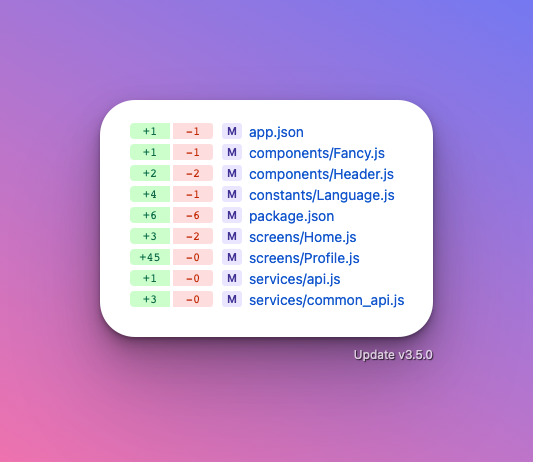 +1 −1 M app.json
+1 −1 M components/Fancy.js
+2 −2 M components/Header.js
+4 −1 M constants/Language.js
+6 −6 M package.json
+3 −2 M screens/Home.js
+45 −0 M screens/Profile.js
+1 −0 M services/api.js
+3 −0 M services/common_api.js
Update v3.5.0